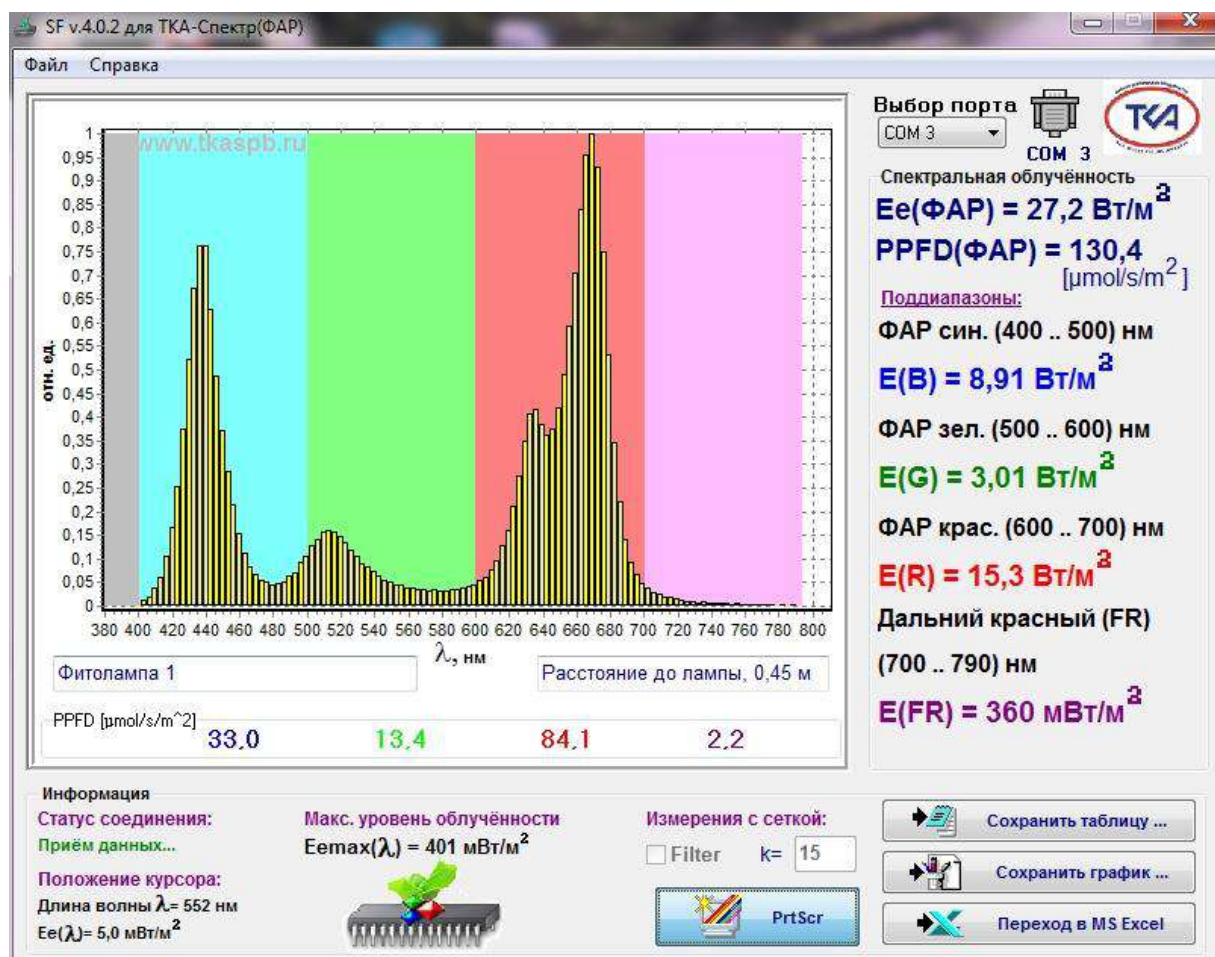 SF v.4.0.2 для ТКА-Спектр(ФАР)
Файл Справка
www.tkaspb.ru
1
0,95
0,9
0,85
0,8
0,75
0,7
0,65
0,6
0,55
0,5
0,45
0,4
0,35
0,3
0,25
0,2
0,15
0,1
0,05
0
отн. ед.
380 400 420 440 460 480 500 520 540 560 580 600 620 640 660 680 700 720 740 760 780 800
λ, нм
Фитолампа 1
Расстояние до лампы, 0,45 м
PPFD [µmol/s/m^2]
33,0 13,4 84,1 2,2
Выбор порта
COM 3
COM 3
ТКА
Спектральная облучённость
Ee(ФАР) = 27,2 Вт/м²
PPFD(ФАР) = 130,4
[µmol/s/m²]
Поддиапазоны:
ФАР син. (400 .. 500) нм
E(B) = 8,91 Вт/м²
ФАР зел. (500 .. 600) нм
E(G) = 3,01 Вт/м²
ФАР крас. (600 .. 700) нм
E(R) = 15,3 Вт/м²
Дальний красный (FR)
(700 .. 790) нм
E(FR) = 360 мВт/м²
Информация
Статус соединения:
Приём данных...
Положение курсора:
Длина волны λ= 552 нм
Ee(λ)= 5,0 мВт/м²
Макс. уровень облучённости
Eemax(λ) = 401 мВт/м²
Измерения с сеткой:
Filter k= 15
PrtScr
Сохранить таблицу ...
Сохранить график ...
Переход в MS Excel